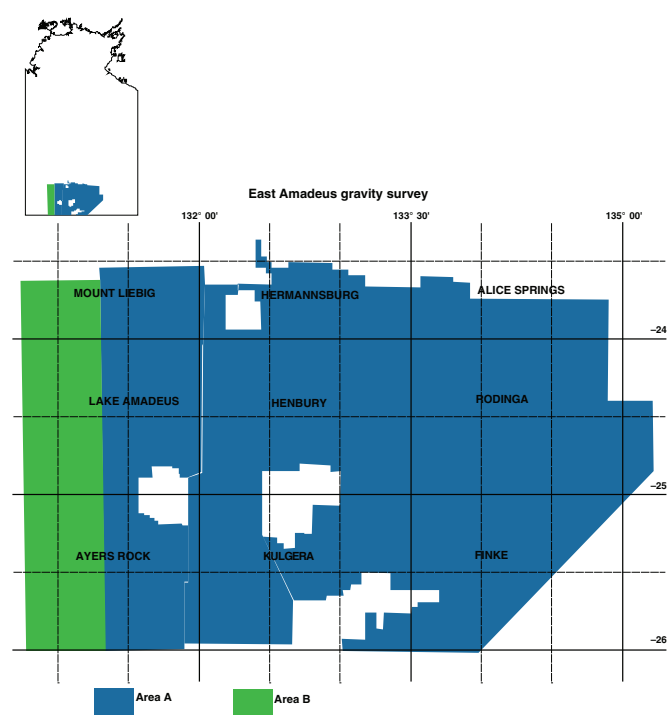 East Amadeus gravity survey
132° 00'
133° 30'
135° 00'
MOUNT LIEBIG
HERMANNSBURG
ALICE SPRINGS
–24
LAKE AMADEUS
HENBURY
RODINGA
–25
AYERS ROCK
KULGERA
FINKE
–26
Area A
Area B